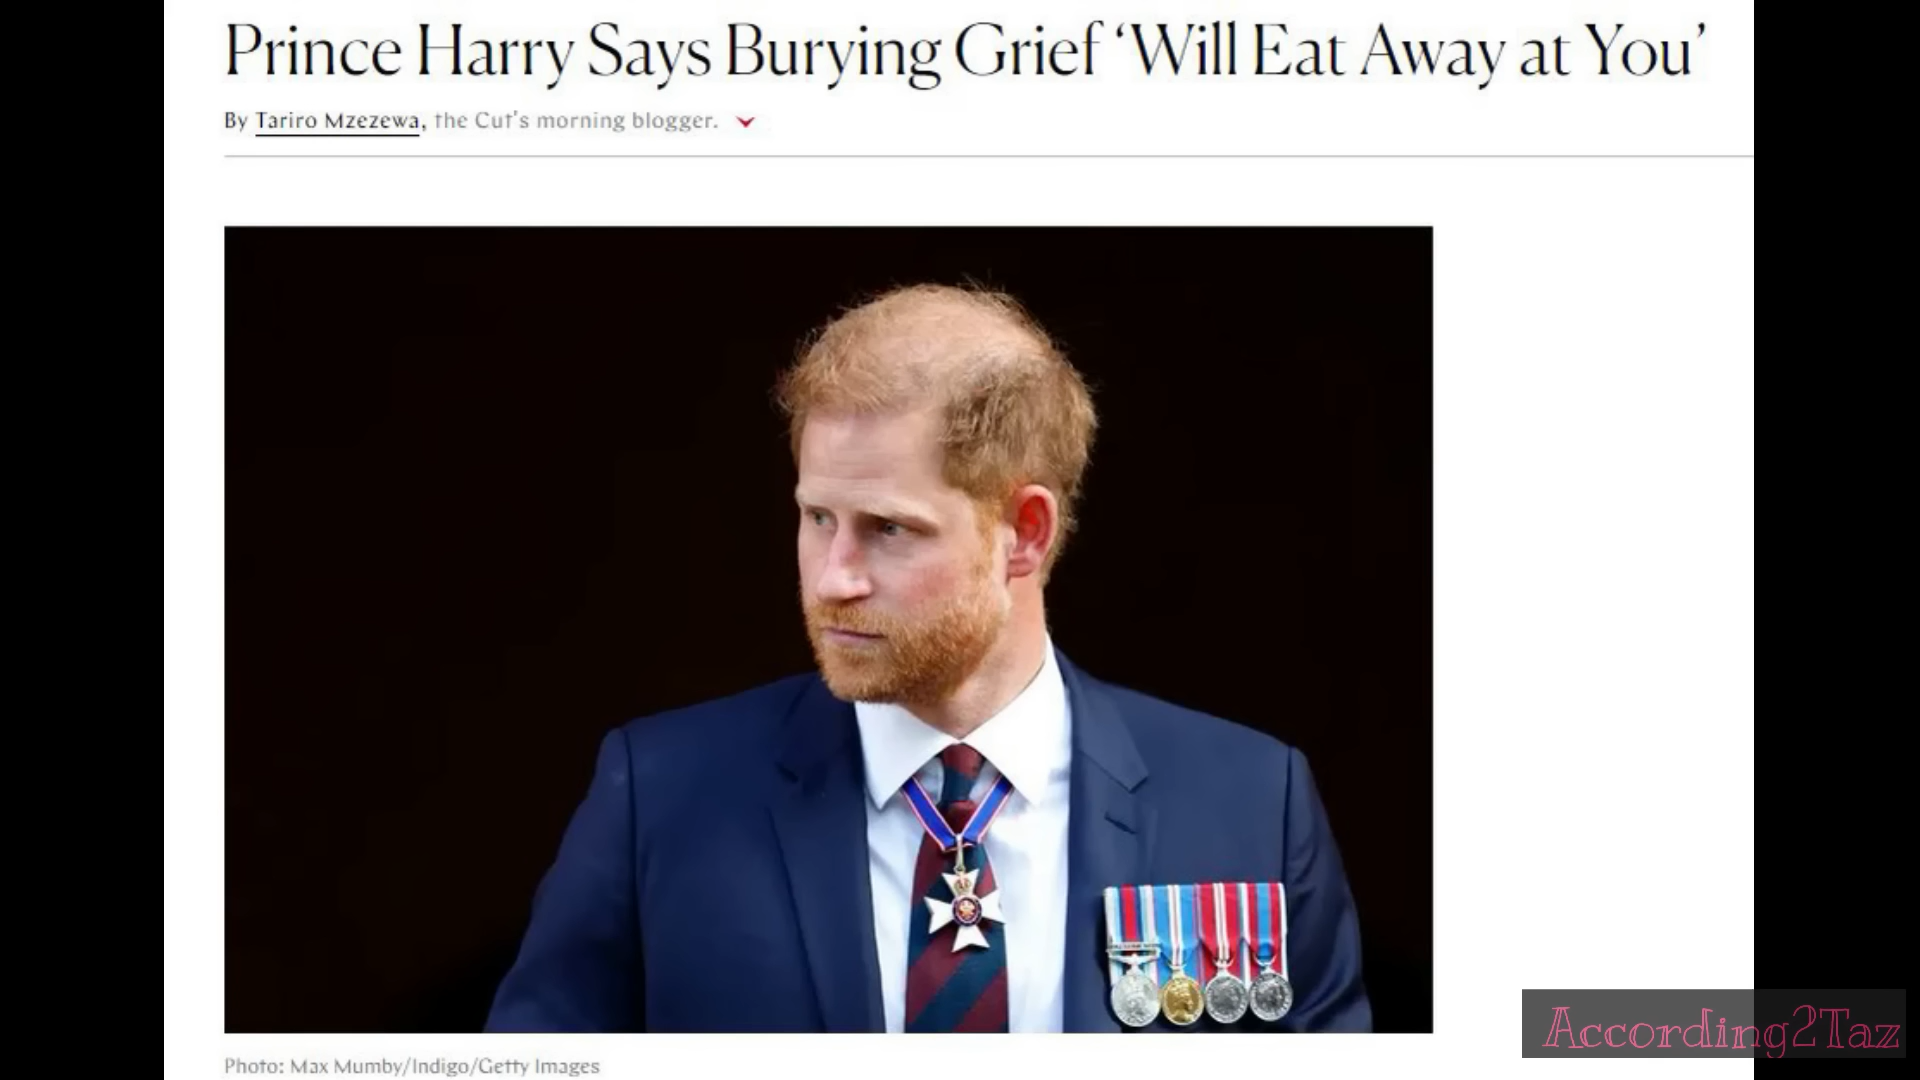 Prince Harry Says Burying Grief ‘Will Eat Away at You’
By Tariro Mzezewa, the Cut's morning blogger.
Photo: Max Mumby/Indigo/Getty Images
According2Taz